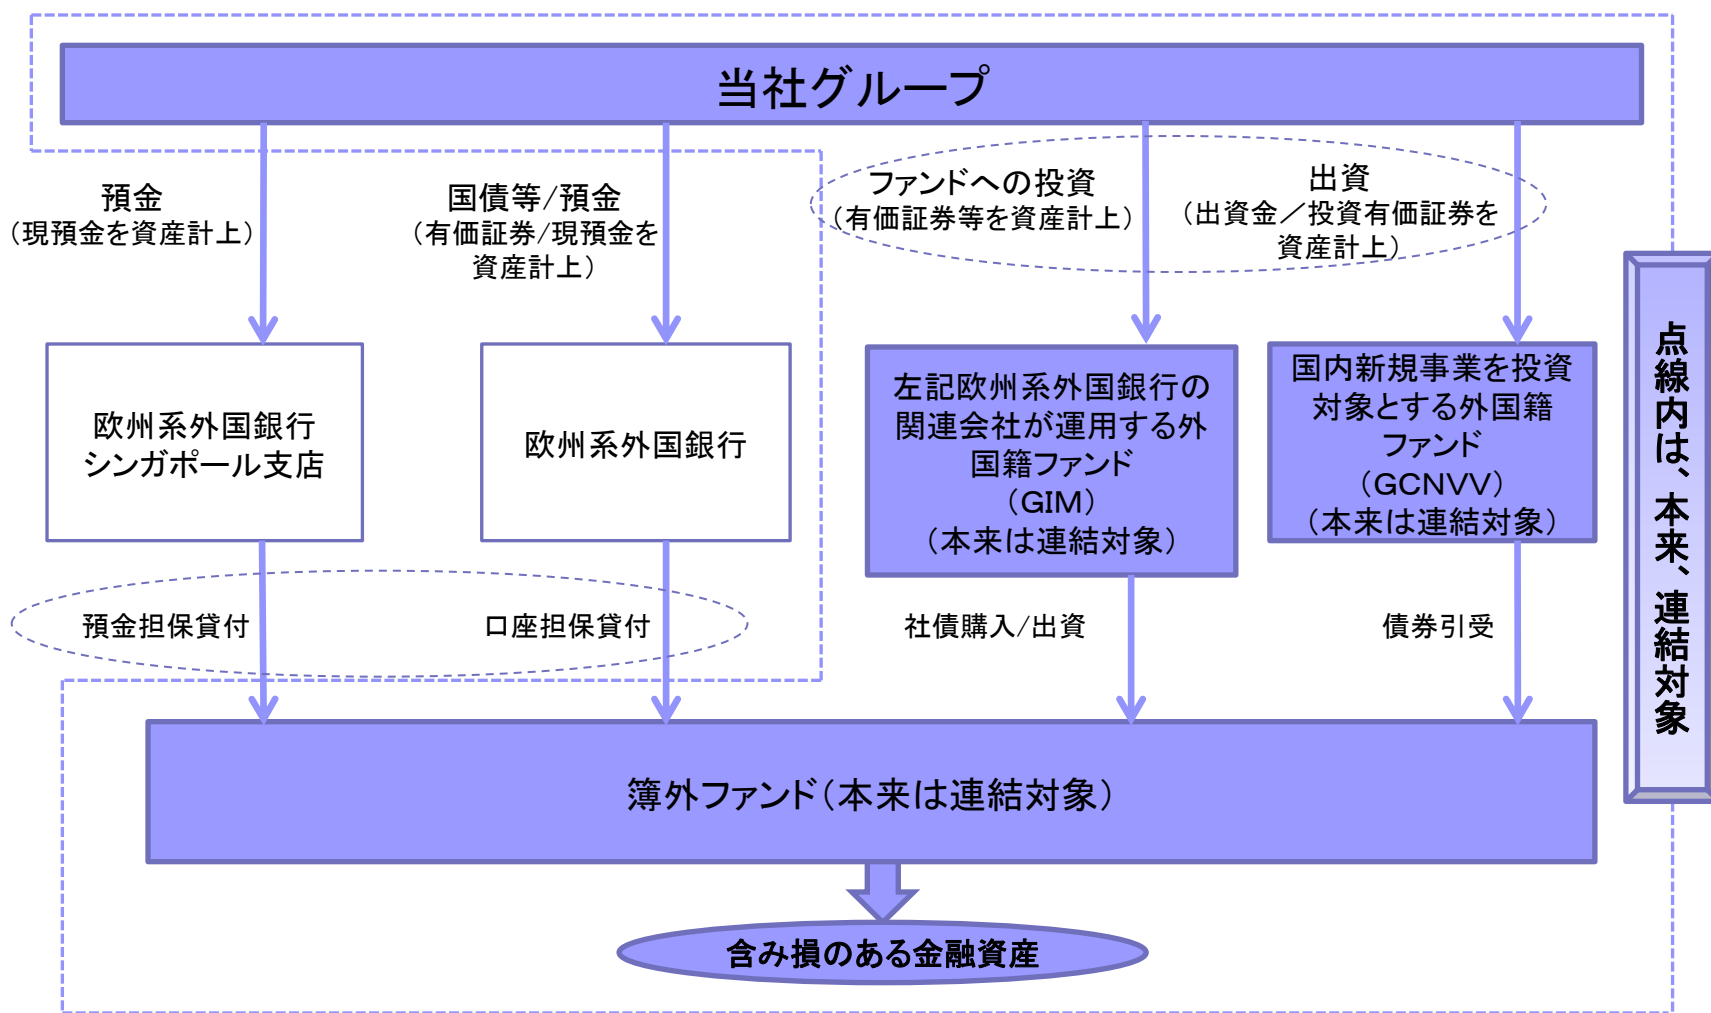 当社グループ
預金
（現預金を資産計上）
国債等/預金
（有価証券/現預金を
資産計上）
ファンドへの投資
（有価証券等を資産計上）
出資
（出資金／投資有価証券を
資産計上）
欧州系外国銀行
シンガポール支店
欧州系外国銀行
左記欧州系外国銀行の
関連会社が運用する外
国籍ファンド
（GIM）
（本来は連結対象）
国内新規事業を投資
対象とする外国籍
ファンド
（GCNVV）
（本来は連結対象）
点線内は、本来、連結対象
預金担保貸付
口座担保貸付
社債購入/出資
債券引受
簿外ファンド（本来は連結対象）
含み損のある金融資産